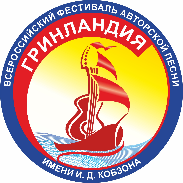 ВСЕРОССИЙСКИЙ ФЕСТИВАЛЬ АВТОРСКОЙ ПЕСНИ
ГРИНЛАНДИЯ
ИМЕНИ И. Д. КОБЗОНА